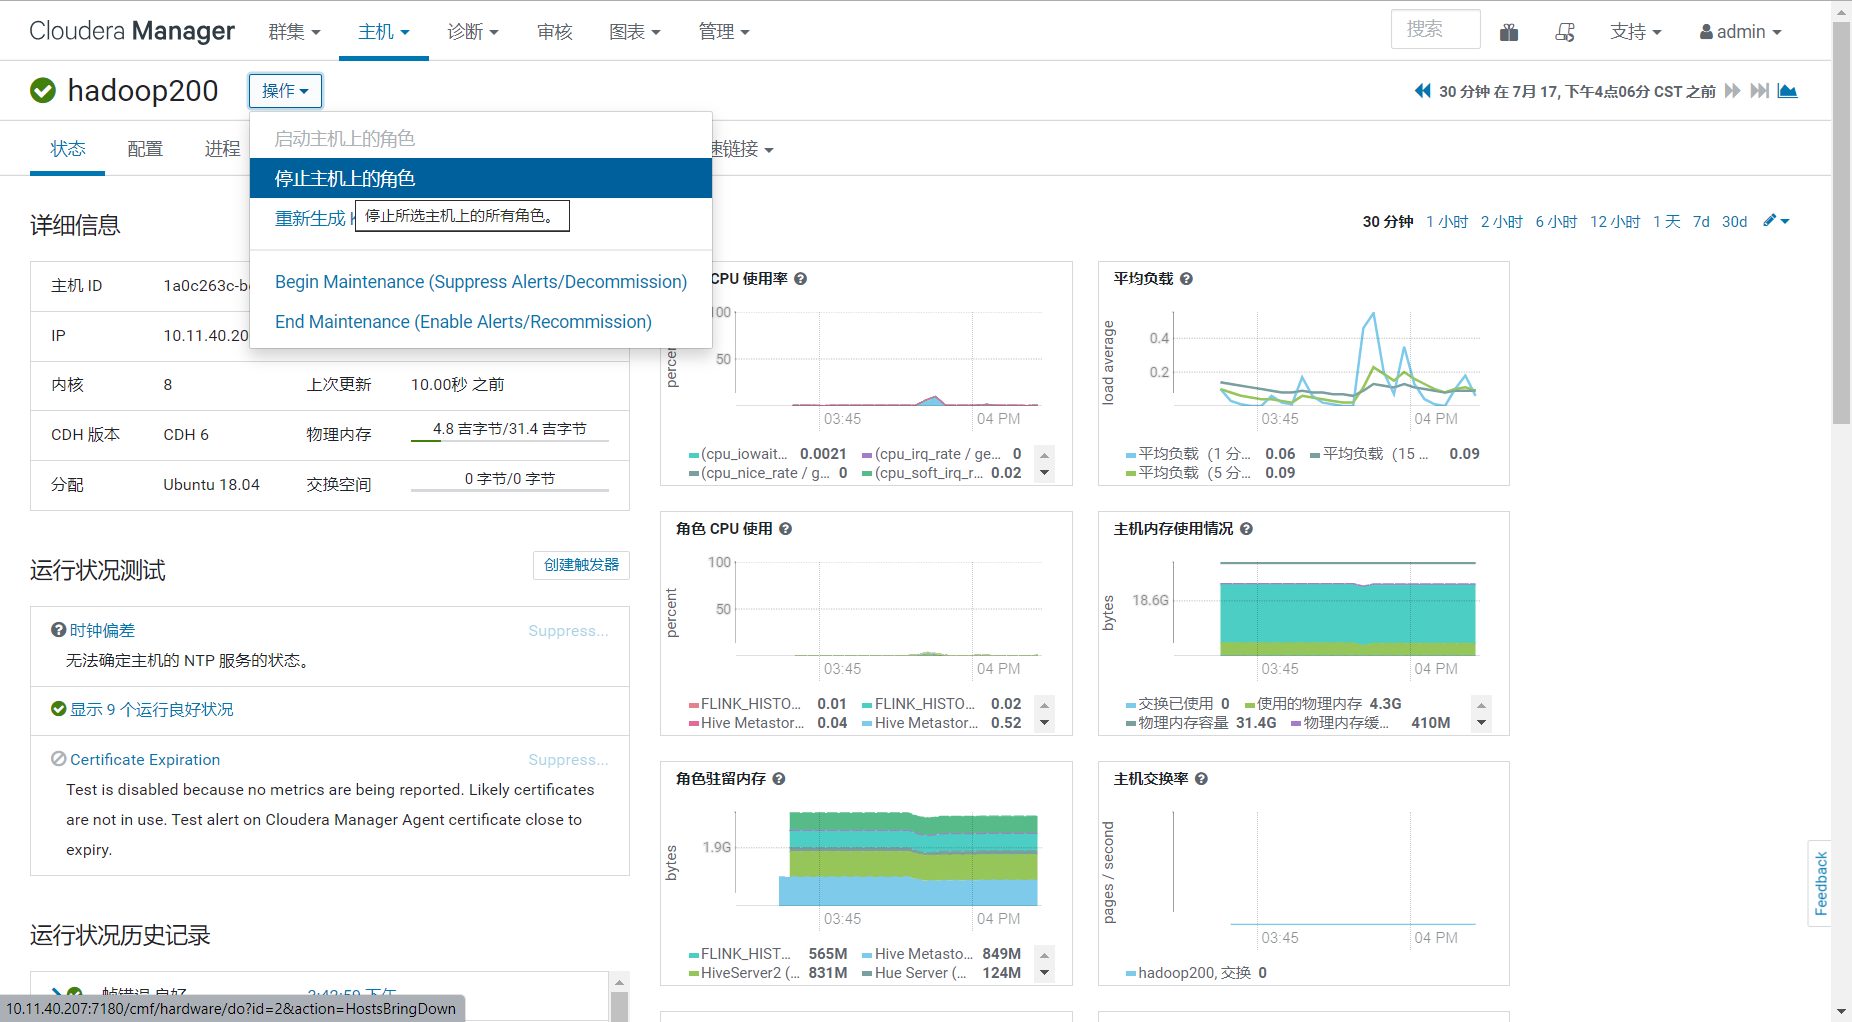 Cloudera Manager 群集 主机 诊断 审核 图表 管理 搜索 支持 admin
hadoop200 操作 30 分钟 在 7月 17, 下午4点06分 CST 之前
状态 配置 进程 速链接
启动主机上的角色
停止主机上的角色
重新生成
停止所选主机上的所有角色。
Begin Maintenance (Suppress Alerts/Decommission)
End Maintenance (Enable Alerts/Recommission)
30 分钟 1 小时 2 小时 6 小时 12 小时 1 天 7d 30d
详细信息
主机 ID 1a0c263c-b
IP 10.11.40.20
内核 8 上次更新 10.00秒 之前
CDH 版本 CDH 6 物理内存 4.8 吉字节/31.4 吉字节
分配 Ubuntu 18.04 交换空间 0 字节/0 字节
运行状况测试 创建触发器
时钟偏差 Suppress...
无法确定主机的 NTP 服务的状态。
显示 9 个运行良好状况
Certificate Expiration Suppress...
Test is disabled because no metrics are being reported. Likely certificates
are not in use. Test alert on Cloudera Manager Agent certificate close to
expiry.
运行状况历史记录
帧错误 良好 3:42:59 下午
10.11.40.207:7180/cmf/hardware/do?id=2&action=HostsBringDown
CPU 使用率
percent
100
50
03:45 04 PM
(cpu_iowait... 0.0021 (cpu_irq_rate / ge... 0
(cpu_nice_rate / g... 0 (cpu_soft_irq_r... 0.02
平均负载
load average
0.4
0.2
03:45 04 PM
平均负载 (1 分... 0.06 平均负载 (15 ... 0.09
平均负载 (5 分... 0.09
角色 CPU 使用
percent
100
50
03:45 04 PM
FLINK_HISTO... 0.01 FLINK_HISTO... 0.02
Hive Metastor... 0.04 Hive Metastor... 0.52
主机内存使用情况
bytes
18.6G
03:45 04 PM
交换已使用 0 使用的物理内存 4.3G
物理内存容量 31.4G 物理内存缓... 410M
角色驻留内存
bytes
1.9G
03:45 04 PM
FLINK_HIST... 565M Hive Metasto... 849M
HiveServer2 (... 831M Hue Server (... 124M
主机交换率
pages / second
03:45 04 PM
hadoop200, 交换 0
Feedback